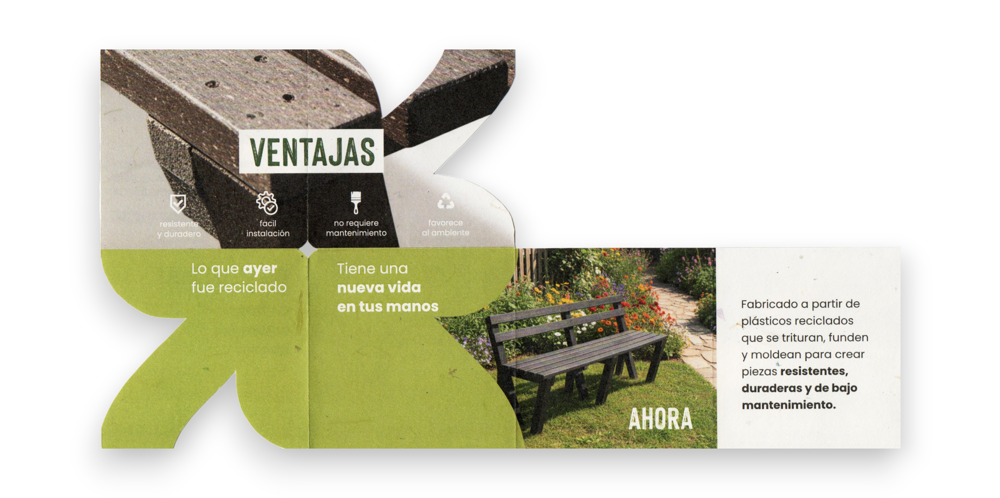 VENTAJAS
resistente
y duradero
facil
instalación
no requiere
mantenimiento
favorece
al ambiente
Lo que ayer
fue reciclado
Tiene una
nueva vida
en tus manos
AHORA
Fabricado a partir de
plásticos reciclados
que se trituran, funden
y moldean para crear
piezas resistentes,
duraderas y de bajo
mantenimiento.